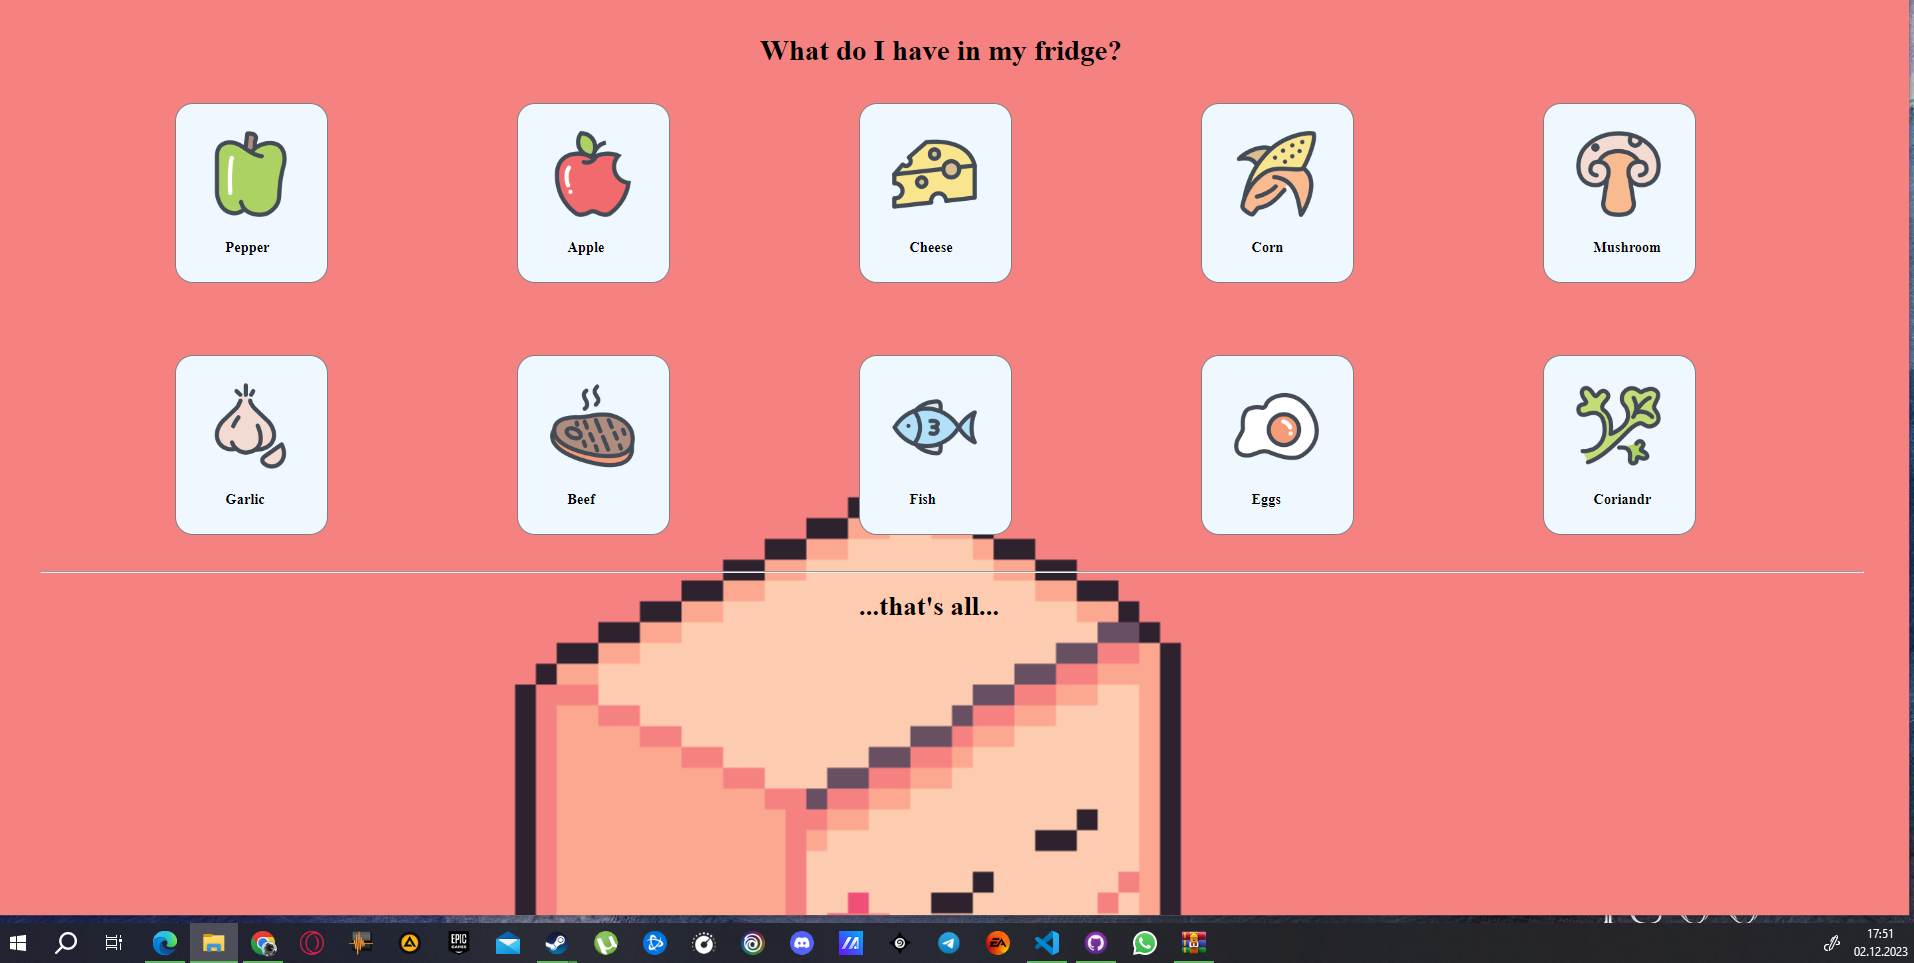 What do I have in my fridge?
Pepper
Apple
Cheese
Corn
Mushroom
3
Garlic
Beef
Fish
Eggs
Coriandr
...that's all...
EPIC
GAMES
EA
17:51
02.12.2023